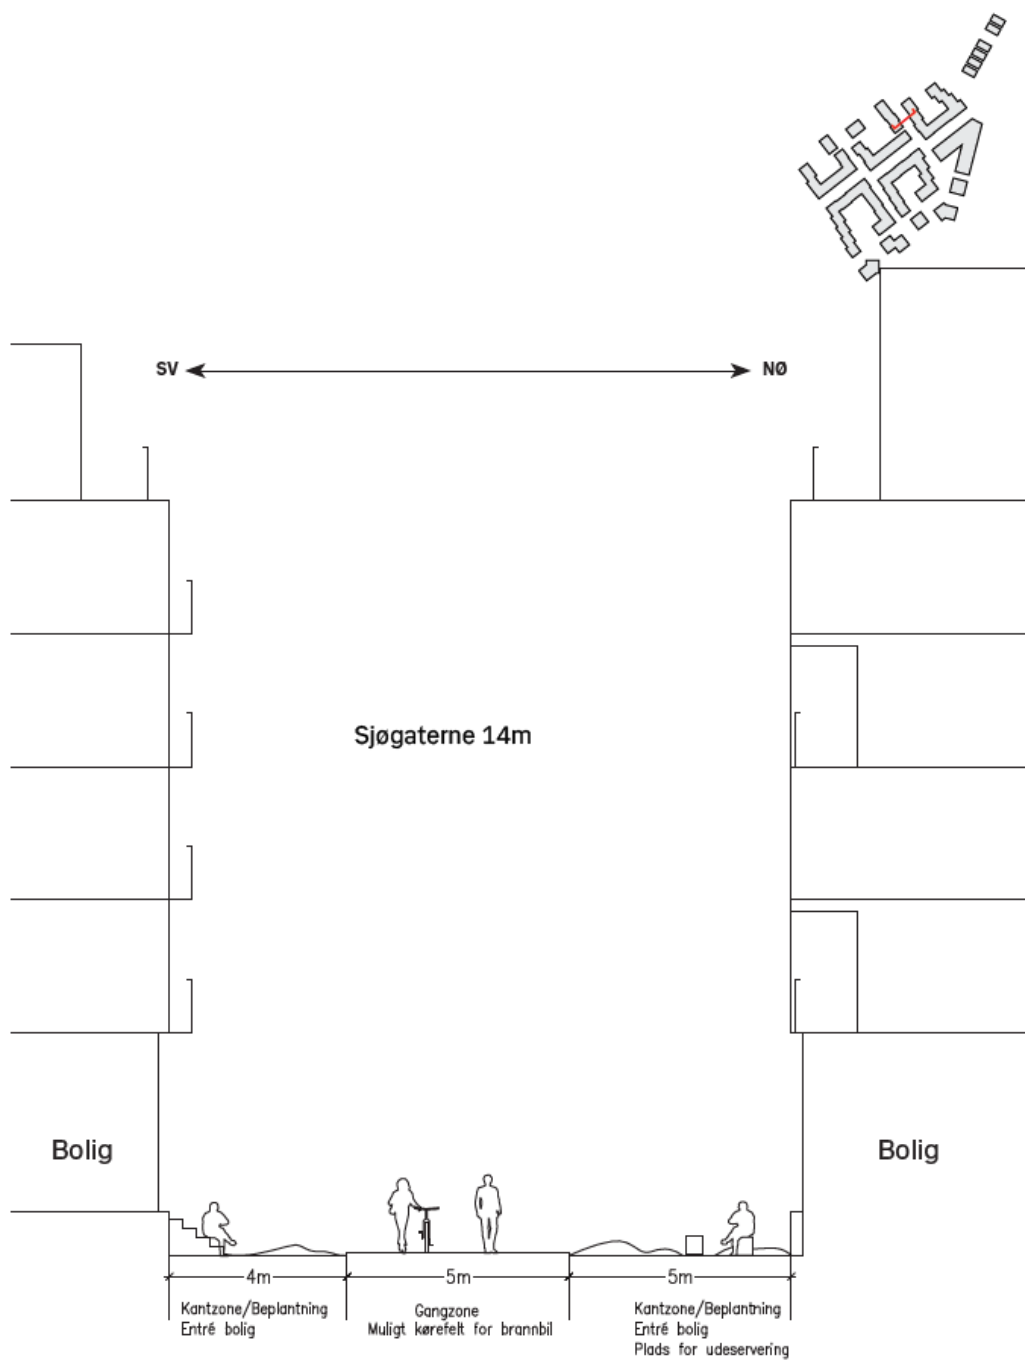 SV
NØ
Sjøgaterne 14m
Bolig
Bolig
4m
5m
5m
Kantzone/Beplantning
Entré bolig
Gangzone
Muligt kørefelt for brannbil
Kantzone/Beplantning
Entré bolig
Plads for udeservering